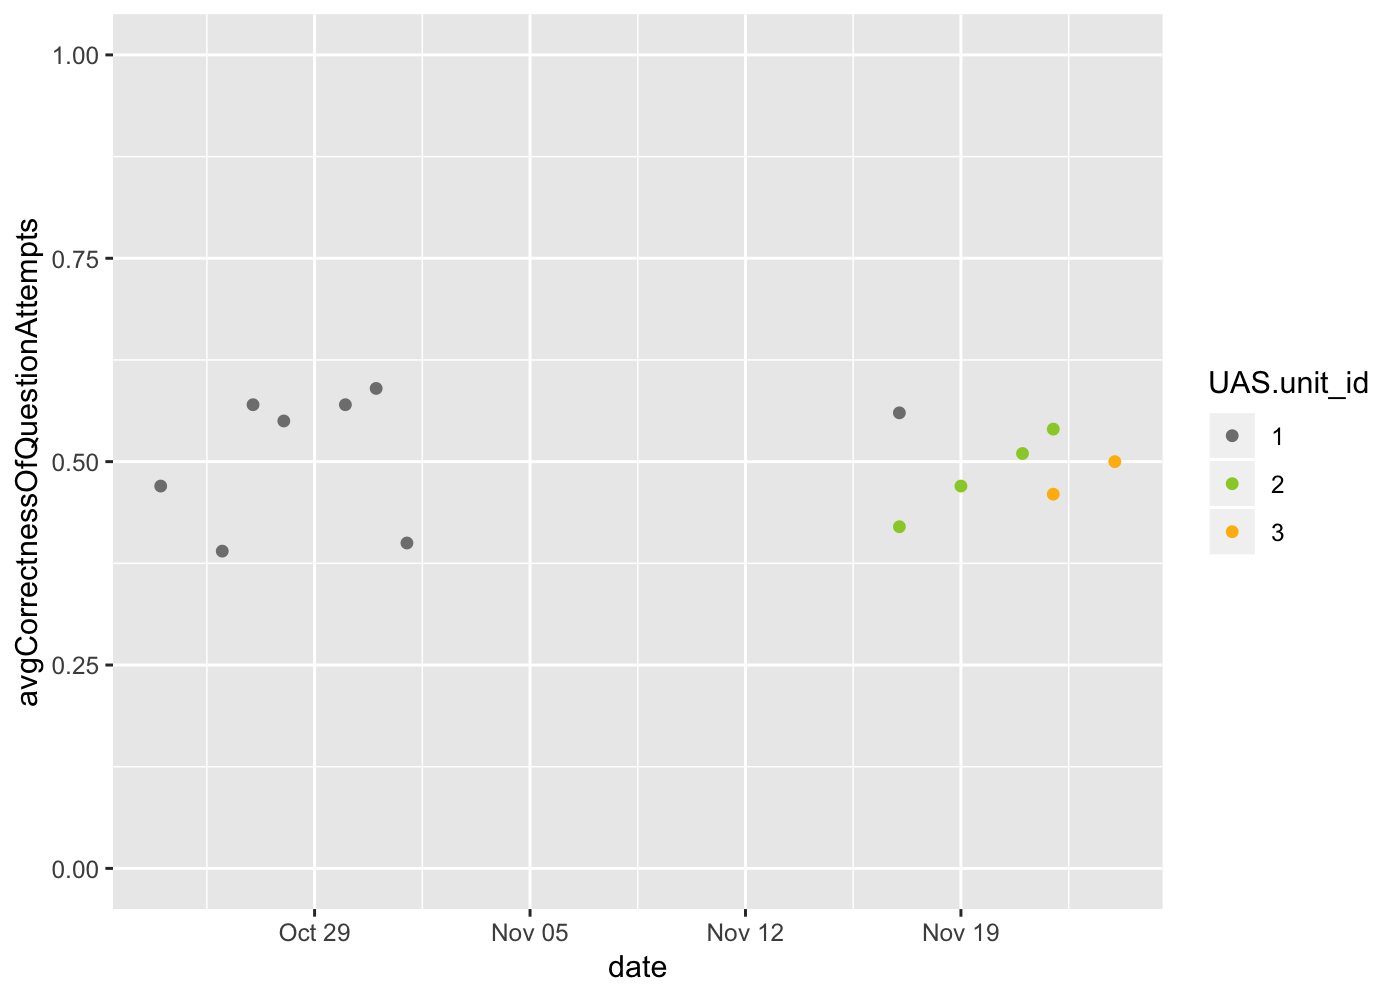 avgCorrectnessOfQuestionAttempts
1.00
0.75
0.50
0.25
0.00
Oct 29 Nov 05 Nov 12 Nov 19
date
UAS.unit_id
1
2
3